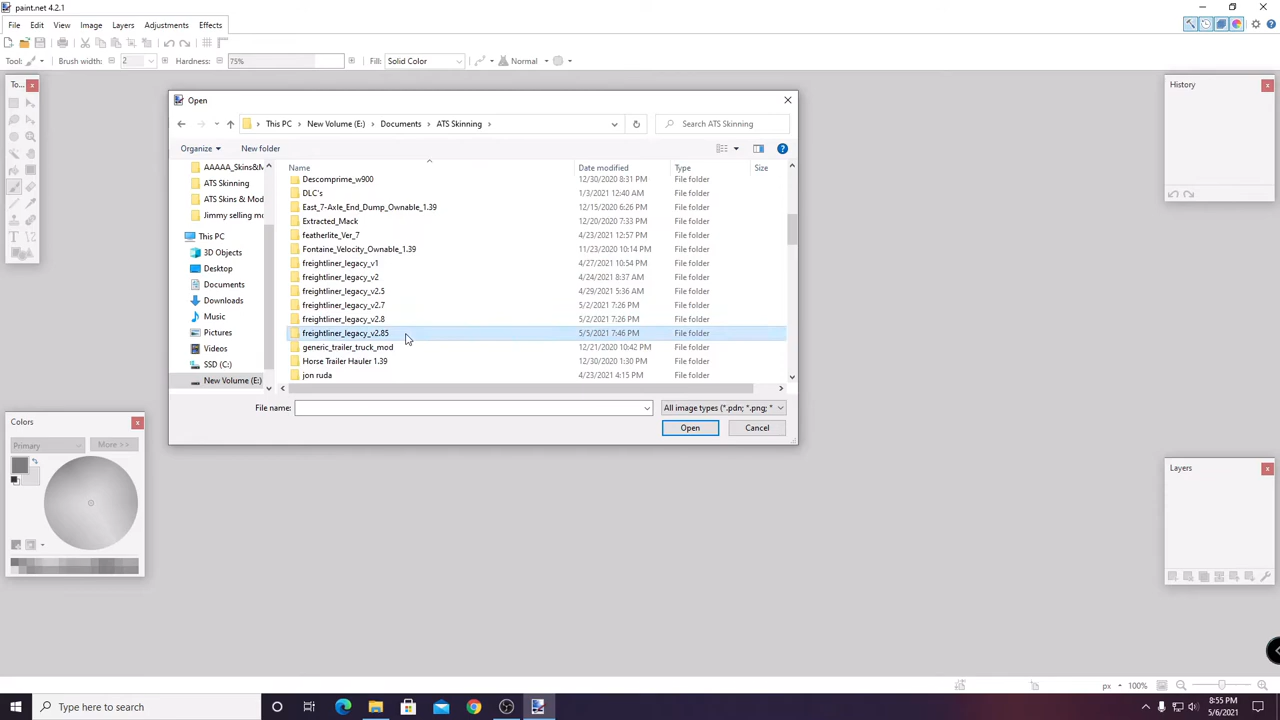 paint.net 4.2.1
File Edit View Image Layers Adjustments Effects
Tool: Brush width: 2 Hardness: 75% Fill: Solid Color Normal
To...
Open
This PC > New Volume (E:) > Documents > ATS Skinning >
Search ATS Skinning
Organize New folder
Name Date modified Type Size
AAAAA_Skins&M
ATS Skinning
ATS Skins & Mod
Jimmy selling mo
This PC
3D Objects
Desktop
Documents
Downloads
Music
Pictures
Videos
SSD (C:)
New Volume (E:)
Descomprime_w900 12/30/2020 8:31 PM File folder
DLC's 1/3/2021 12:40 AM File folder
East_7-Axle_End_Dump_Ownable_1.39 12/15/2020 6:26 PM File folder
Extracted_Mack 12/20/2020 7:33 PM File folder
featherlite_Ver_7 4/23/2021 12:57 PM File folder
Fontaine_Velocity_Ownable_1.39 11/23/2020 10:14 PM File folder
freightliner_legacy_v1 4/27/2021 10:54 PM File folder
freightliner_legacy_v2 4/24/2021 8:37 AM File folder
freightliner_legacy_v2.5 4/29/2021 5:36 AM File folder
freightliner_legacy_v2.7 5/2/2021 7:26 PM File folder
freightliner_legacy_v2.8 5/2/2021 7:26 PM File folder
freightliner_legacy_v2.85 5/5/2021 7:46 PM File folder
generic_trailer_truck_mod 12/21/2020 10:42 PM File folder
Horse Trailer Hauler 1.39 12/30/2020 1:30 PM File folder
jon ruda 4/23/2021 4:15 PM File folder
File name: All image types (*.pdn; *.png; *
Open Cancel
History
Colors
Primary More >>
Layers
px 100%
Type here to search
8:55 PM
5/6/2021